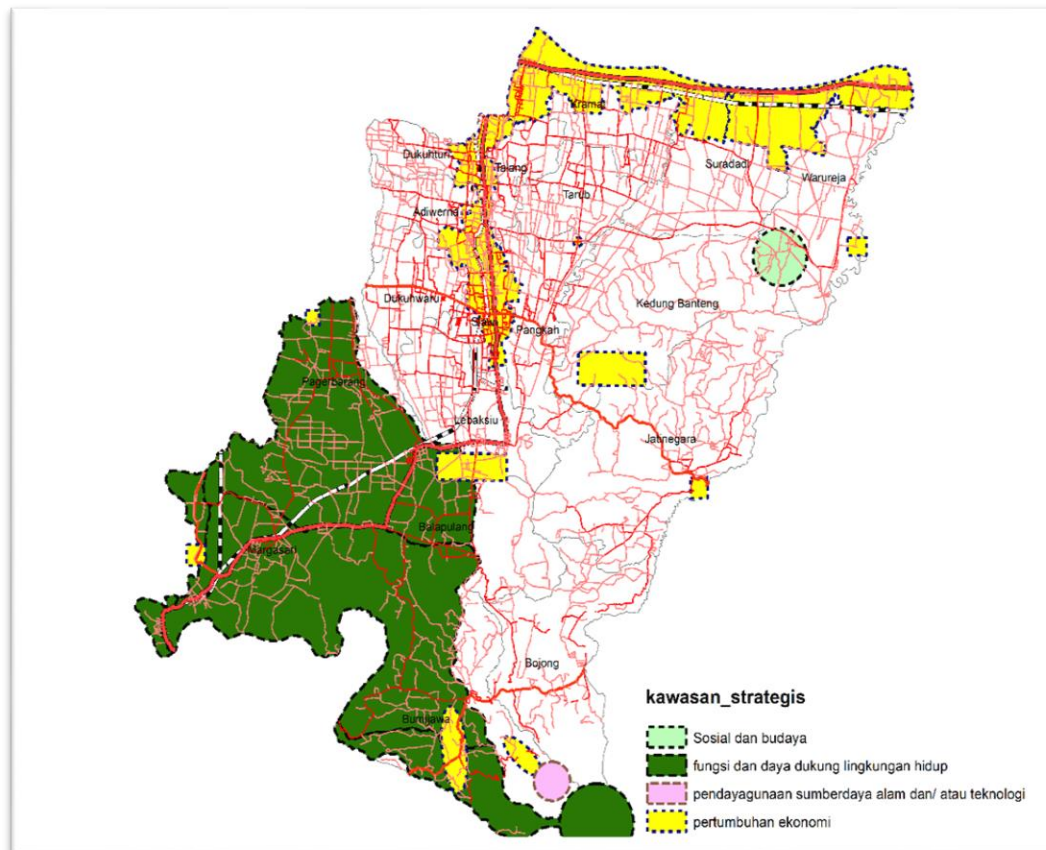 Kramat
Dukuhturi
Talang
Suradadi
Warureja
Tarub
Adiwerna
Kedung Banteng
Dukuhwaru
Slawi
Pangkah
Pagerbarang
Lebaksiu
Jatinegara
Balapulang
Margasari
Bojong
Bumijawa
kawasan_strategis
Sosial dan budaya
fungsi dan daya dukung lingkungan hidup
pendayagunaan sumberdaya alam dan/ atau teknologi
pertumbuhan ekonomi